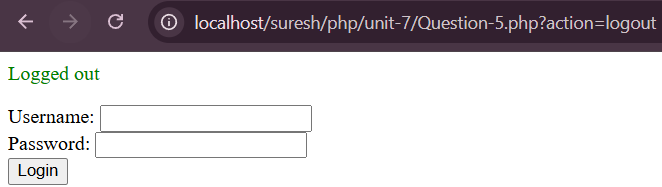 localhost/suresh/php/unit-7/Question-5.php?action=logout
Logged out
Username:
Password:
Login